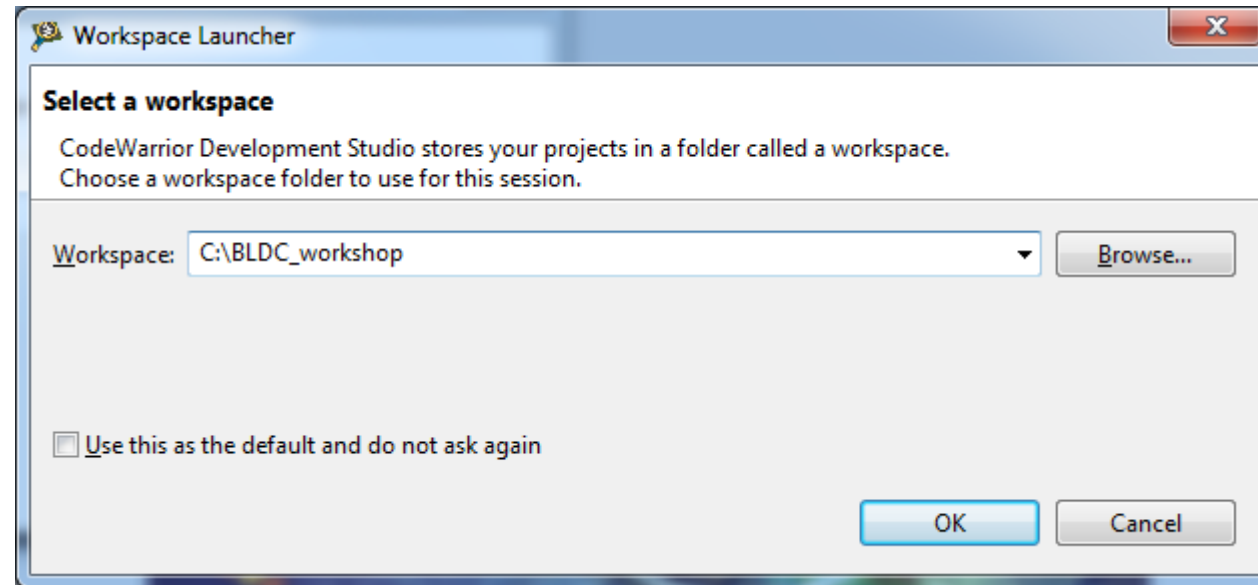 Workspace Launcher
Select a workspace
CodeWarrior Development Studio stores your projects in a folder called a workspace.
Choose a workspace folder to use for this session.
Workspace: C:\BLDC_workshop Browse...
Use this as the default and do not ask again
OK Cancel